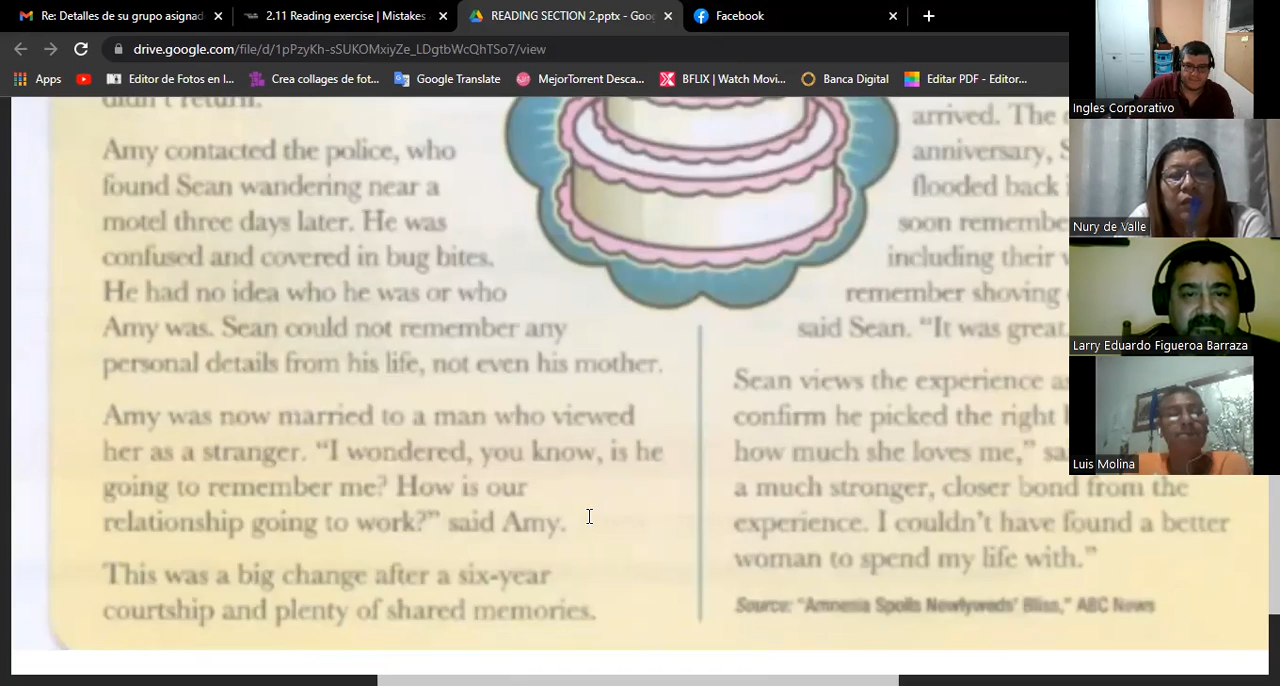 Re: Detalles de su grupo asignad
2.11 Reading exercise | Mistakes
READING SECTION 2.pptx - Goo
Facebook
drive.google.com/file/d/1pPzyKh-sSUKOMxiyZe_LDgtbWcQhTSo7/view
Apps
Editor de Fotos en l...
Crea collages de fot...
Google Translate
MejorTorrent Desca...
BFLIX | Watch Movi...
Banca Digital
Editar PDF - Editor...
Ingles Corporativo
Nury de Valle
Larry Eduardo Figueroa Barraza
Luis Molina
didn't return.
Amy contacted the police, who
found Sean wandering near a
motel three days later. He was
confused and covered in bug bites.
He had no idea who he was or who
Amy was. Sean could not remember any
personal details from his life, not even his mother.
Amy was now married to a man who viewed
her as a stranger. “I wondered, you know, is he
going to remember me? How is our
relationship going to work?” said Amy.
This was a big change after a six-year
courtship and plenty of shared memories.
arrived. The
anniversary, S
flooded back
soon remembe
including their
remember shoving
said Sean. “It was great.
Sean views the experience a
confirm he picked the right
how much she loves me,” sa
a much stronger, closer bond from the
experience. I couldn't have found a better
woman to spend my life with.”
Source: “Amnesia Spoils Newlyweds' Bliss,” ABC News